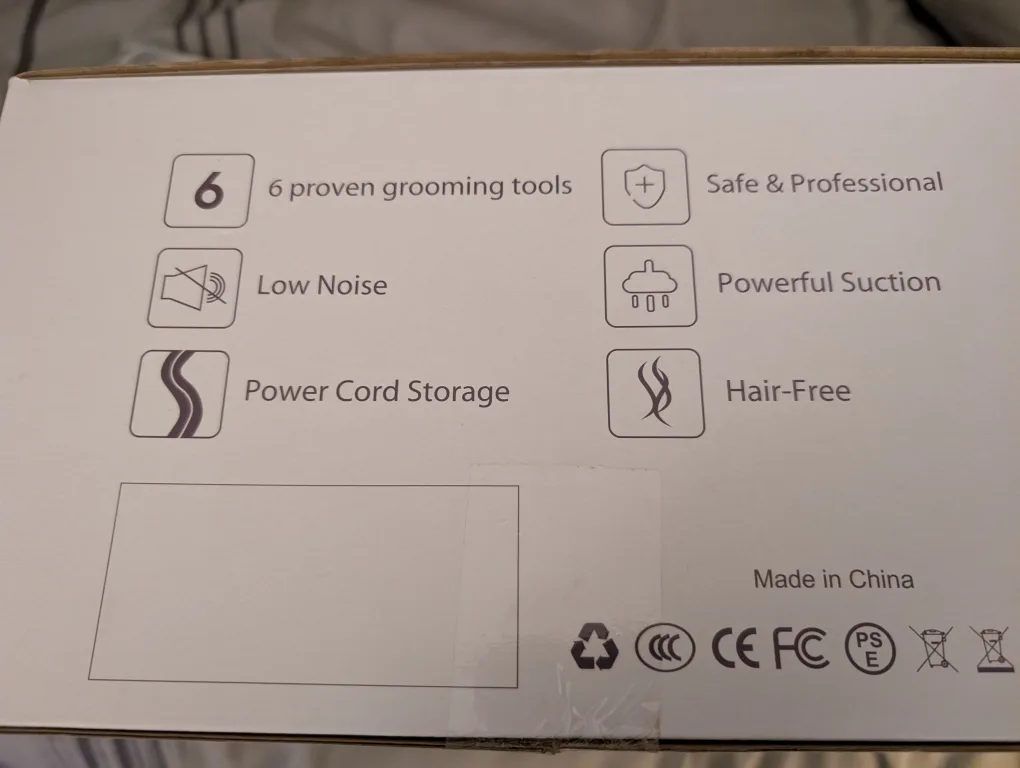 6
6 proven grooming tools
Safe & Professional
Low Noise
Powerful Suction
Power Cord Storage
Hair-Free
Made in China
CCC CE FC PS
E